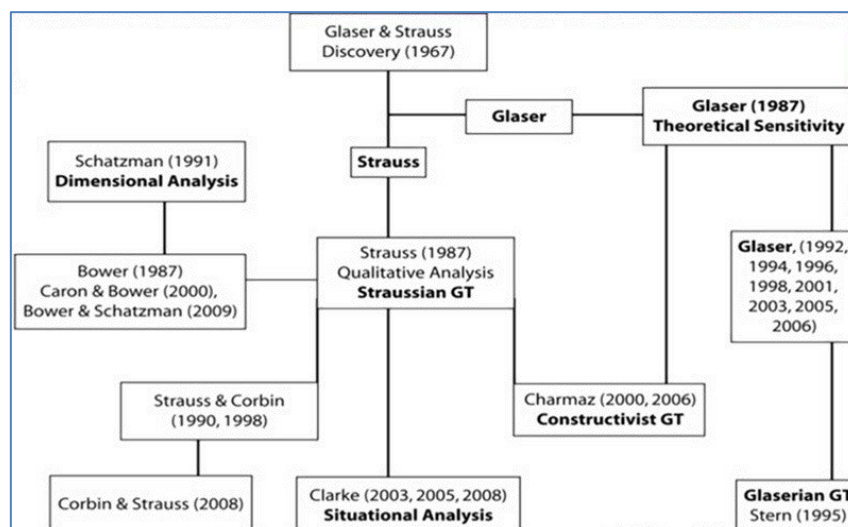 Glaser & Strauss
Discovery (1967)
Glaser
Glaser (1987)
Theoretical Sensitivity
Strauss
Schatzman (1991)
Dimensional Analysis
Strauss (1987)
Qualitative Analysis
Straussian GT
Glaser, (1992,
1994, 1996,
1998, 2001,
2003, 2005,
2006)
Bower (1987)
Caron & Bower (2000),
Bower & Schatzman (2009)
Strauss & Corbin
(1990, 1998)
Charmaz (2000, 2006)
Constructivist GT
Corbin & Strauss (2008)
Clarke (2003, 2005, 2008)
Situational Analysis
Glaserian GT
Stern (1995)